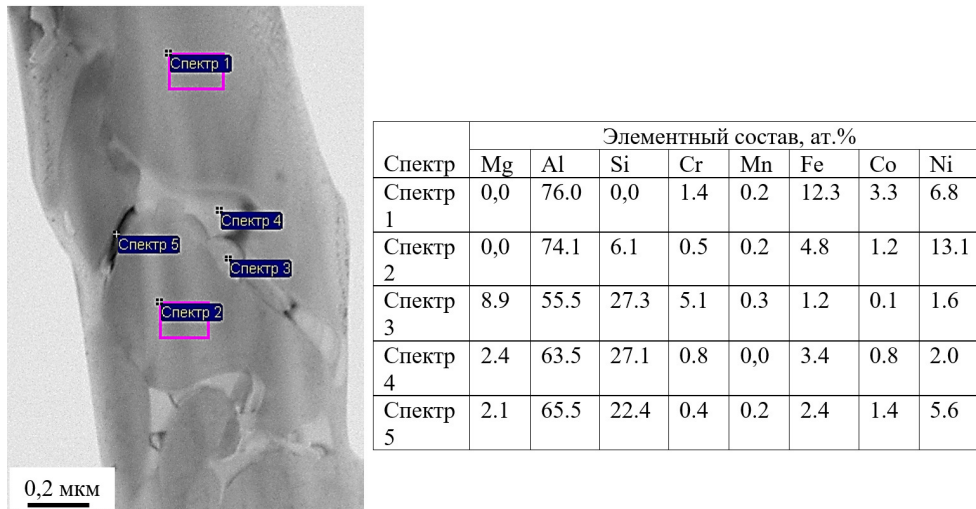 Спектр 1
Спектр 4
Спектр 5
Спектр 3
Спектр 2
0,2 мкм
Элементный состав, ат.%
Спектр Mg Al Si Cr Mn Fe Co Ni
Спектр 1 0,0 76.0 0,0 1.4 0.2 12.3 3.3 6.8
Спектр 2 0,0 74.1 6.1 0.5 0.2 4.8 1.2 13.1
Спектр 3 8.9 55.5 27.3 5.1 0.3 1.2 0.1 1.6
Спектр 4 2.4 63.5 27.1 0.8 0,0 3.4 0.8 2.0
Спектр 5 2.1 65.5 22.4 0.4 0.2 2.4 1.4 5.6